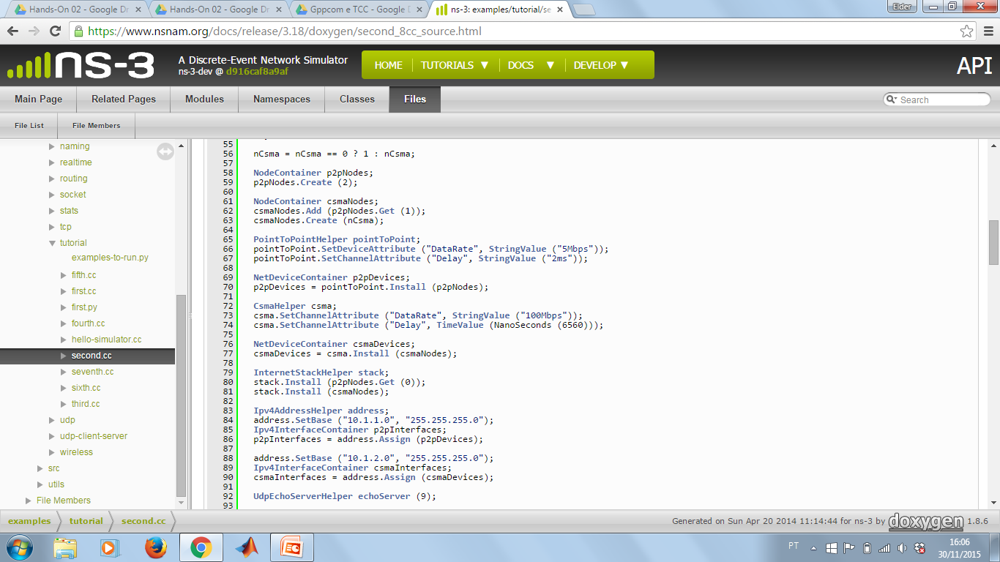 Hands-On 02 - Google Dr
Hands-On 02 - Google Dr
Gppcom e TCC - Google D
ns-3: examples/tutorial/se
Elder
https://www.nsnam.org/docs/release/3.18/doxygen/second_8cc_source.html
ns-3
A Discrete-Event Network Simulator
ns-3-dev @ d916caf8a9af
HOME
TUTORIALS ▼
DOCS ▼
DEVELOP ▼
API
Main Page
Related Pages
Modules
Namespaces
Classes
Files
Search
File List
File Members
naming
realtime
routing
socket
stats
tcp
tutorial
examples-to-run.py
fifth.cc
first.cc
first.py
fourth.cc
hello-simulator.cc
second.cc
seventh.cc
sixth.cc
third.cc
udp
udp-client-server
wireless
src
utils
File Members
55
56 nCsma = nCsma == 0 ? 1 : nCsma;
57
58 NodeContainer p2pNodes;
59 p2pNodes.Create (2);
60
61 NodeContainer csmaNodes;
62 csmaNodes.Add (p2pNodes.Get (1));
63 csmaNodes.Create (nCsma);
64
65 PointToPointHelper pointToPoint;
66 pointToPoint.SetDeviceAttribute ("DataRate", StringValue ("5Mbps"));
67 pointToPoint.SetChannelAttribute ("Delay", StringValue ("2ms"));
68
69 NetDeviceContainer p2pDevices;
70 p2pDevices = pointToPoint.Install (p2pNodes);
71
72 CsmaHelper csma;
73 csma.SetChannelAttribute ("DataRate", StringValue ("100Mbps"));
74 csma.SetChannelAttribute ("Delay", TimeValue (NanoSeconds (6560)));
75
76 NetDeviceContainer csmaDevices;
77 csmaDevices = csma.Install (csmaNodes);
78
79 InternetStackHelper stack;
80 stack.Install (p2pNodes.Get (0));
81 stack.Install (csmaNodes);
82
83 Ipv4AddressHelper address;
84 address.SetBase ("10.1.1.0", "255.255.255.0");
85 Ipv4InterfaceContainer p2pInterfaces;
86 p2pInterfaces = address.Assign (p2pDevices);
87
88 address.SetBase ("10.1.2.0", "255.255.255.0");
89 Ipv4InterfaceContainer csmaInterfaces;
90 csmaInterfaces = address.Assign (csmaDevices);
91
92 UdpEchoServerHelper echoServer (9);
93
examples
tutorial
second.cc
Generated on Sun Apr 20 2014 11:14:44 for ns-3 by doxygen 1.8.6
PT
16:06
30/11/2015